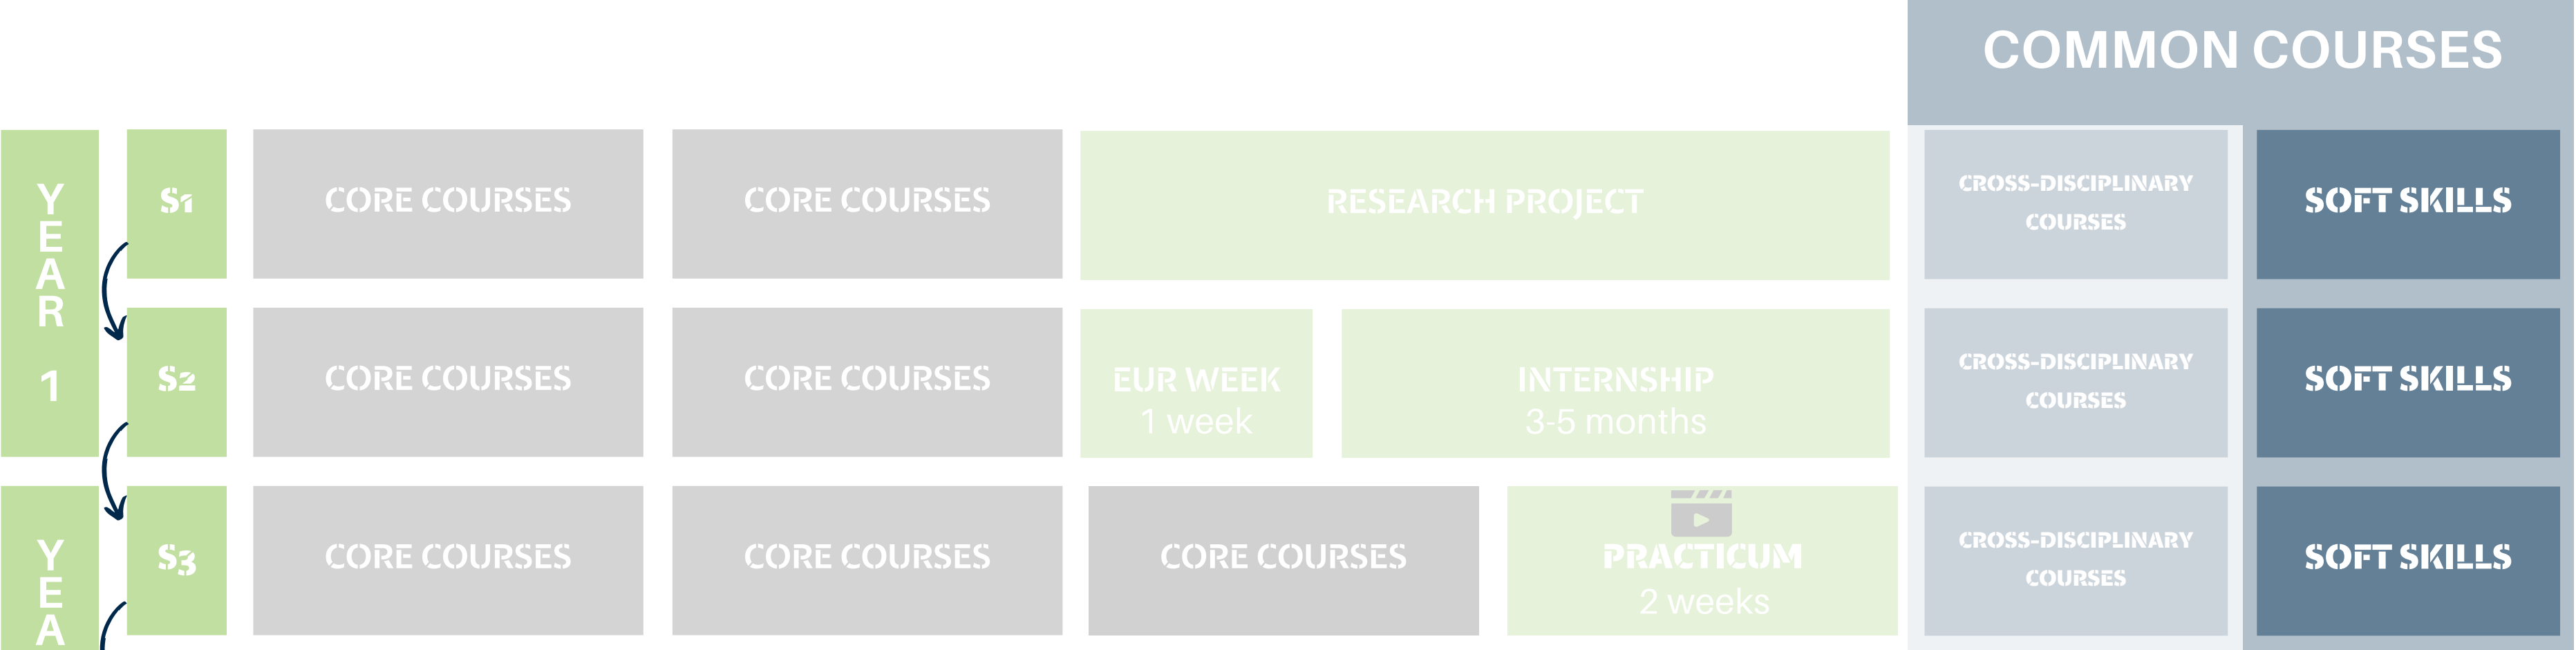 COMMON COURSES
YEAR 1
S1
CORE COURSES
CORE COURSES
RESEARCH PROJECT
CROSS-DISCIPLINARY
COURSES
SOFT SKILLS
S2
CORE COURSES
CORE COURSES
EUR WEEK
1 week
INTERNSHIP
3-5 months
CROSS-DISCIPLINARY
COURSES
SOFT SKILLS
YEA
S3
CORE COURSES
CORE COURSES
CORE COURSES
PRACTICUM
2 weeks
CROSS-DISCIPLINARY
COURSES
SOFT SKILLS